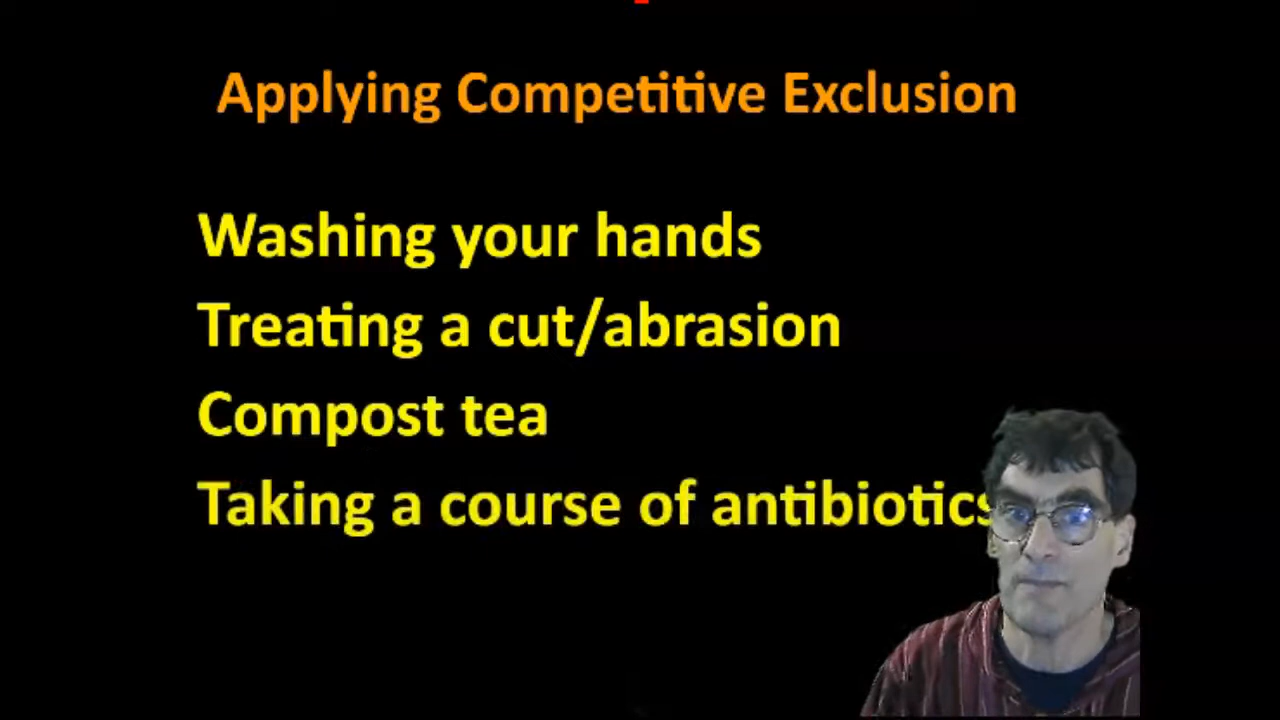 Applying Competitive Exclusion
Washing your hands
Treating a cut/abrasion
Compost tea
Taking a course of antibiotics